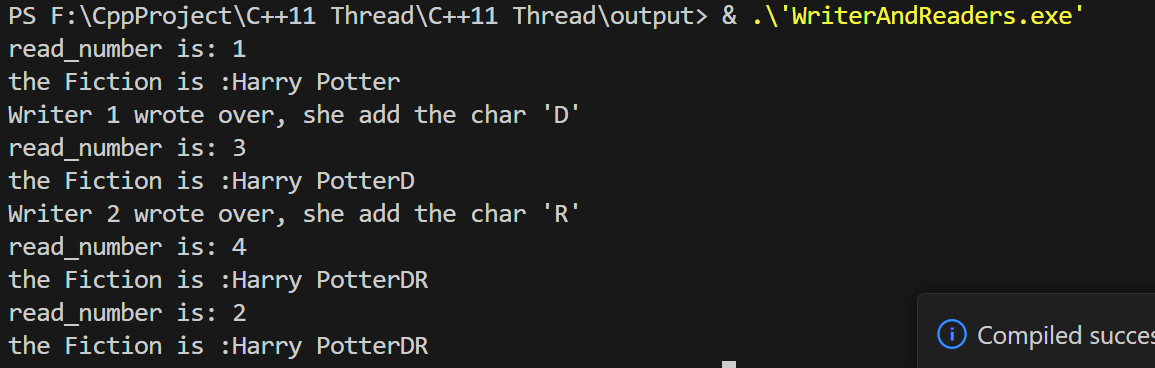 PS F:\CppProject\C++11 Thread\C++11 Thread\output> & .\'WriterAndReaders.exe'
read_number is: 1
the Fiction is :Harry Potter
Writer 1 wrote over, she add the char 'D'
read_number is: 3
the Fiction is :Harry PotterD
Writer 2 wrote over, she add the char 'R'
read_number is: 4
the Fiction is :Harry PotterDR
read_number is: 2
the Fiction is :Harry PotterDR
Compiled